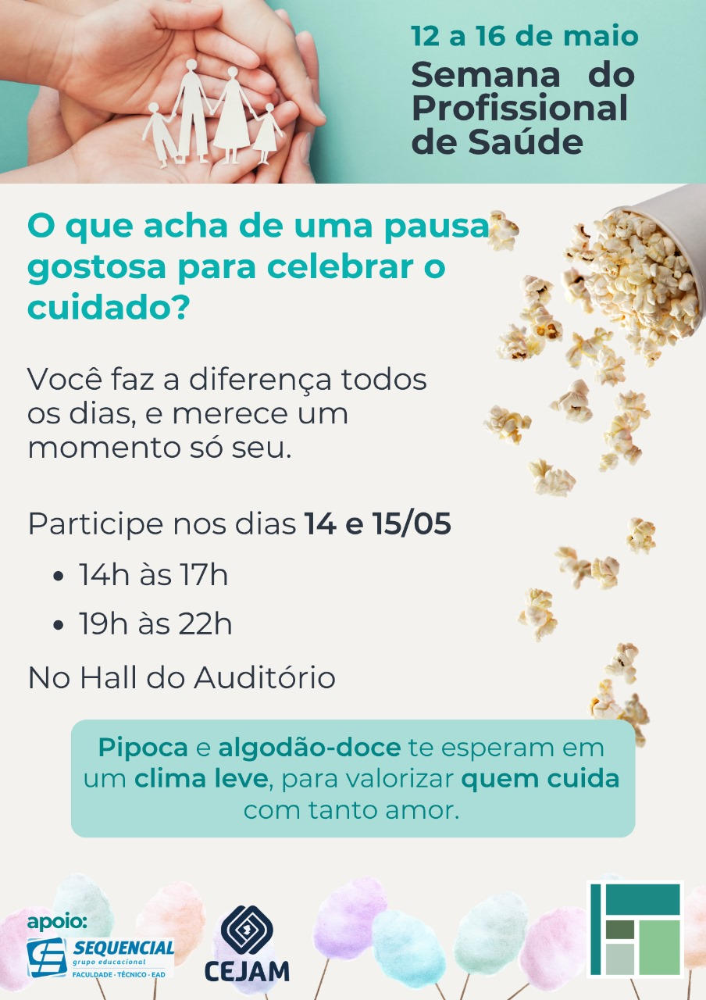 12 a 16 de maio
Semana do
Profissional
de Saúde
O que acha de uma pausa
gostosa para celebrar o
cuidado?
Você faz a diferença todos
os dias, e merece um
momento só seu.
Participe nos dias 14 e 15/05
• 14h às 17h
• 19h às 22h
No Hall do Auditório
Pipoca e algodão-doce te esperam em
um clima leve, para valorizar quem cuida
com tanto amor.
apoio:
SEQUENCIAL
grupo educacional
FACULDADE · TÉCNICO · EAD
CEJAM